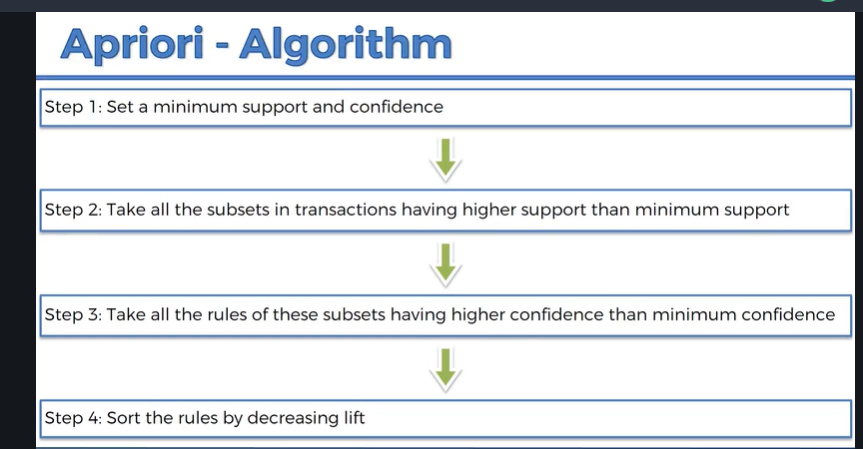 Apriori - Algorithm
Step 1: Set a minimum support and confidence
Step 2: Take all the subsets in transactions having higher support than minimum support
Step 3: Take all the rules of these subsets having higher confidence than minimum confidence
Step 4: Sort the rules by decreasing lift